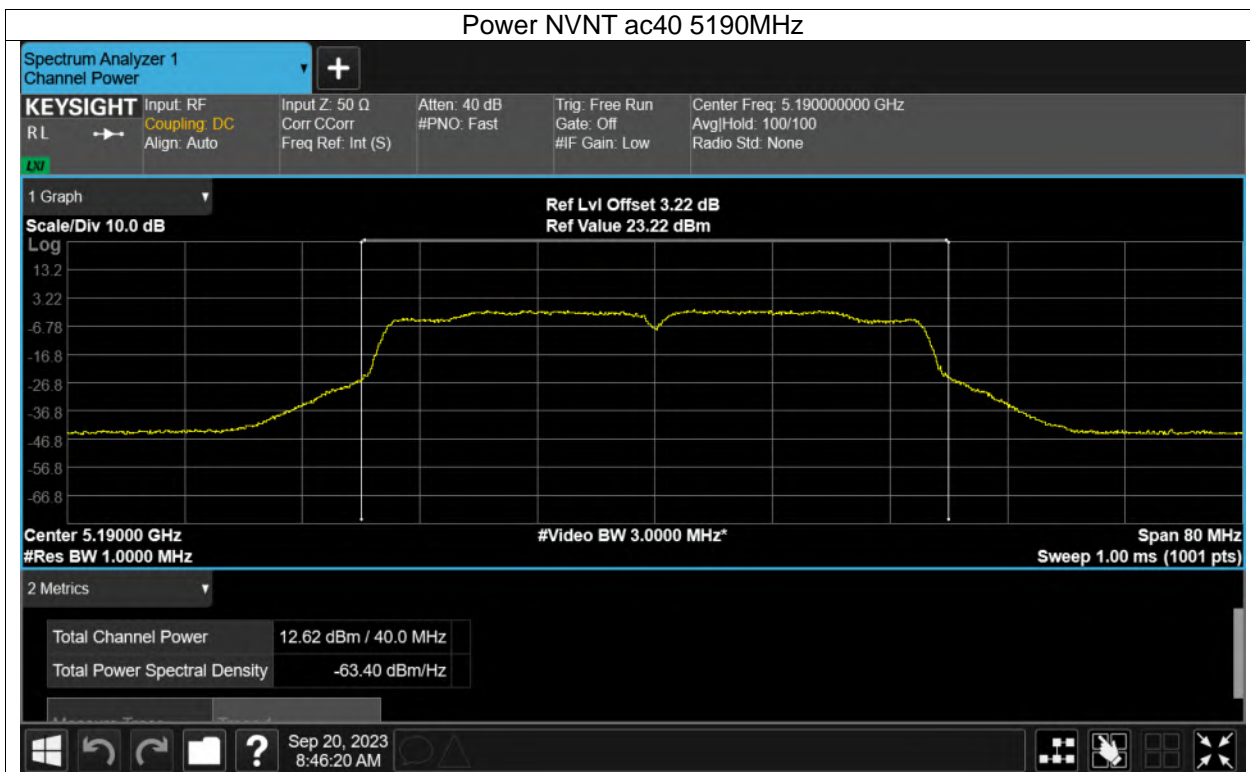 Power NVNT ac40 5190MHz
Spectrum Analyzer 1
Channel Power
+
KEYSIGHT
RL
LXI
Input: RF
Coupling: DC
Align: Auto
Input Z: 50 Ω
Corr CCorr
Freq Ref: Int (S)
Atten: 40 dB
#PNO: Fast
Trig: Free Run
Gate: Off
#IF Gain: Low
Center Freq: 5.190000000 GHz
Avg|Hold: 100/100
Radio Std: None
1 Graph
Scale/Div 10.0 dB
Ref Lvl Offset 3.22 dB
Ref Value 23.22 dBm
Log
13.2
3.22
-6.78
-16.8
-26.8
-36.8
-46.8
-56.8
-66.8
Center 5.19000 GHz
#Res BW 1.0000 MHz
#Video BW 3.0000 MHz*
Span 80 MHz
Sweep 1.00 ms (1001 pts)
2 Metrics
Total Channel Power 12.62 dBm / 40.0 MHz
Total Power Spectral Density -63.40 dBm/Hz
?
Sep 20, 2023
8:46:20 AM